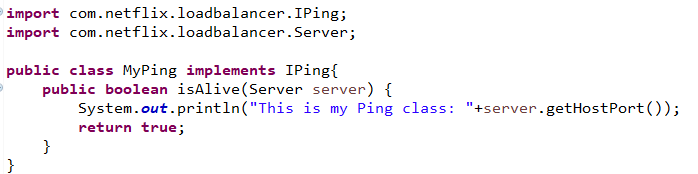 import com.netflix.loadbalancer.IPing;
import com.netflix.loadbalancer.Server;
public class MyPing implements IPing{
public boolean isAlive(Server server) {
System.out.println("This is my Ping class: "+server.getHostPort());
return true;
}
}